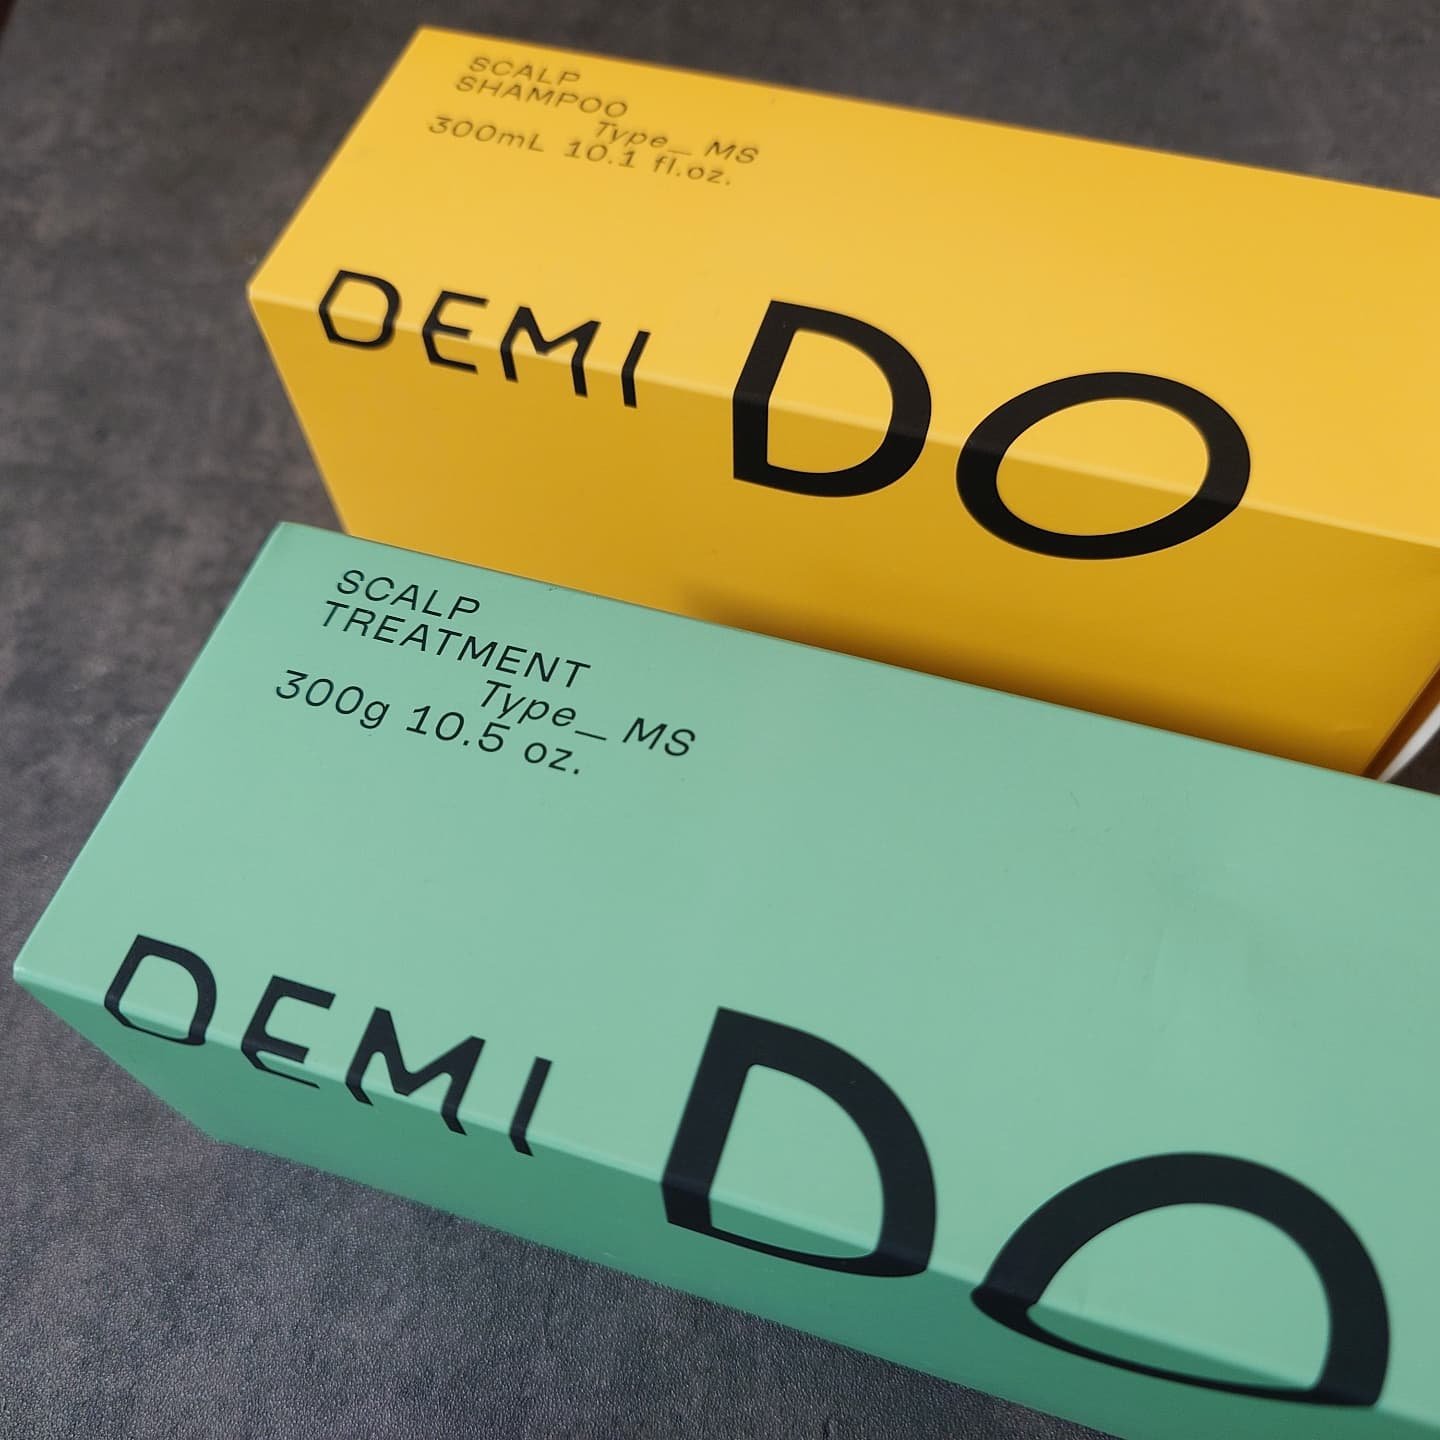 SCALP
SHAMPOO
Type_ MS
300mL 10.1 fl.oz.
DEMI DO
SCALP
TREATMENT
Type_ MS
300g 10.5 oz.
DEMI DO